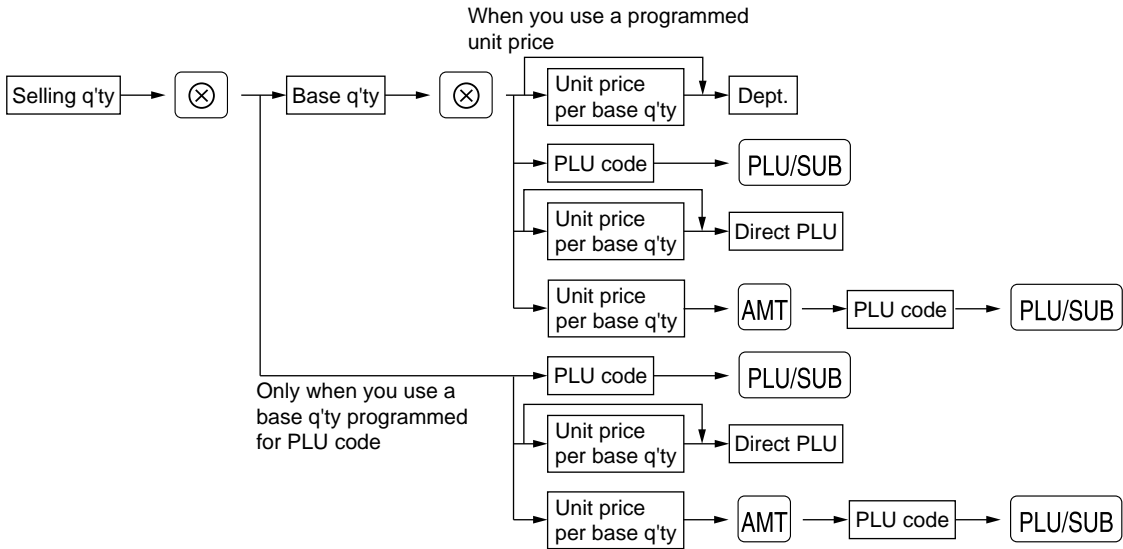 When you use a programmed
unit price
Selling q'ty
⊗
Base q'ty
⊗
Unit price
per base q'ty
Dept.
PLU code
PLU/SUB
Unit price
per base q'ty
Direct PLU
Unit price
per base q'ty
AMT
PLU code
PLU/SUB
Only when you use a
base q'ty programmed
for PLU code
PLU code
PLU/SUB
Unit price
per base q'ty
Direct PLU
Unit price
per base q'ty
AMT
PLU code
PLU/SUB